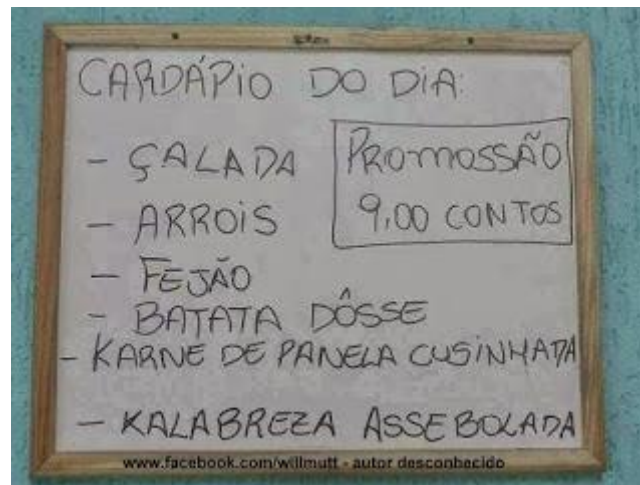 CARDÁPIO DO DIA:
- ÇALADA
- ARROIS
PROMOSSÃO
9,00 CONTOS
- FEJÃO
- BATATA DÔSSE
- KARNE DE PANELA CUSINHADA
- KALABREZA ASSEBOLADA
www.facebook.com/willmutt - autor desconhecido